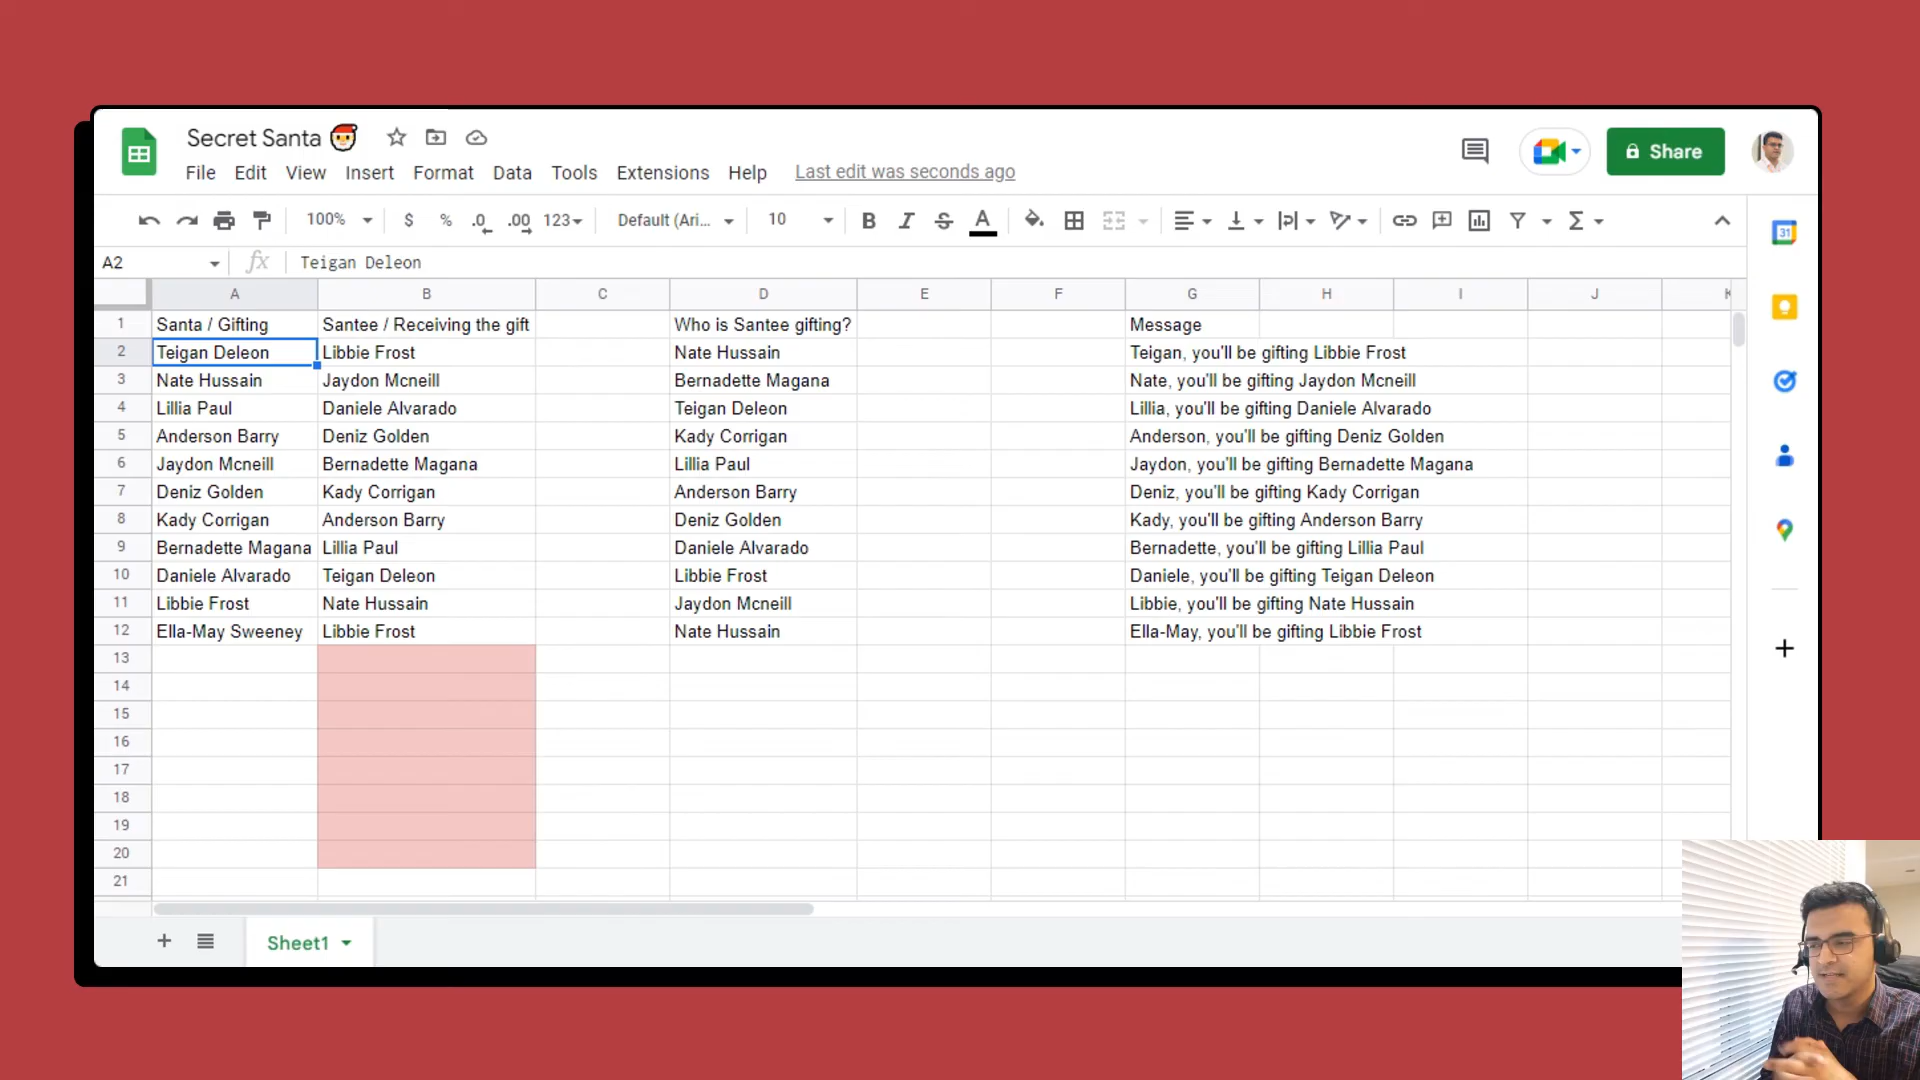 Secret Santa
File Edit View Insert Format Data Tools Extensions Help Last edit was seconds ago
Share
100% $ % .0 .00 123 Default (Ari... 10 B I S A Σ
31
A2 fx Teigan Deleon
A B C D E F G H I J K
1 Santa / Gifting Santee / Receiving the gift Who is Santee gifting? Message
2 Teigan Deleon Libbie Frost Nate Hussain Teigan, you'll be gifting Libbie Frost
3 Nate Hussain Jaydon Mcneill Bernadette Magana Nate, you'll be gifting Jaydon Mcneill
4 Lillia Paul Daniele Alvarado Teigan Deleon Lillia, you'll be gifting Daniele Alvarado
5 Anderson Barry Deniz Golden Kady Corrigan Anderson, you'll be gifting Deniz Golden
6 Jaydon Mcneill Bernadette Magana Lillia Paul Jaydon, you'll be gifting Bernadette Magana
7 Deniz Golden Kady Corrigan Anderson Barry Deniz, you'll be gifting Kady Corrigan
8 Kady Corrigan Anderson Barry Deniz Golden Kady, you'll be gifting Anderson Barry
9 Bernadette Magana Lillia Paul Daniele Alvarado Bernadette, you'll be gifting Lillia Paul
10 Daniele Alvarado Teigan Deleon Libbie Frost Daniele, you'll be gifting Teigan Deleon
11 Libbie Frost Nate Hussain Jaydon Mcneill Libbie, you'll be gifting Nate Hussain
12 Ella-May Sweeney Libbie Frost Nate Hussain Ella-May, you'll be gifting Libbie Frost
13
14
15
16
17
18
19
20
21
Sheet1